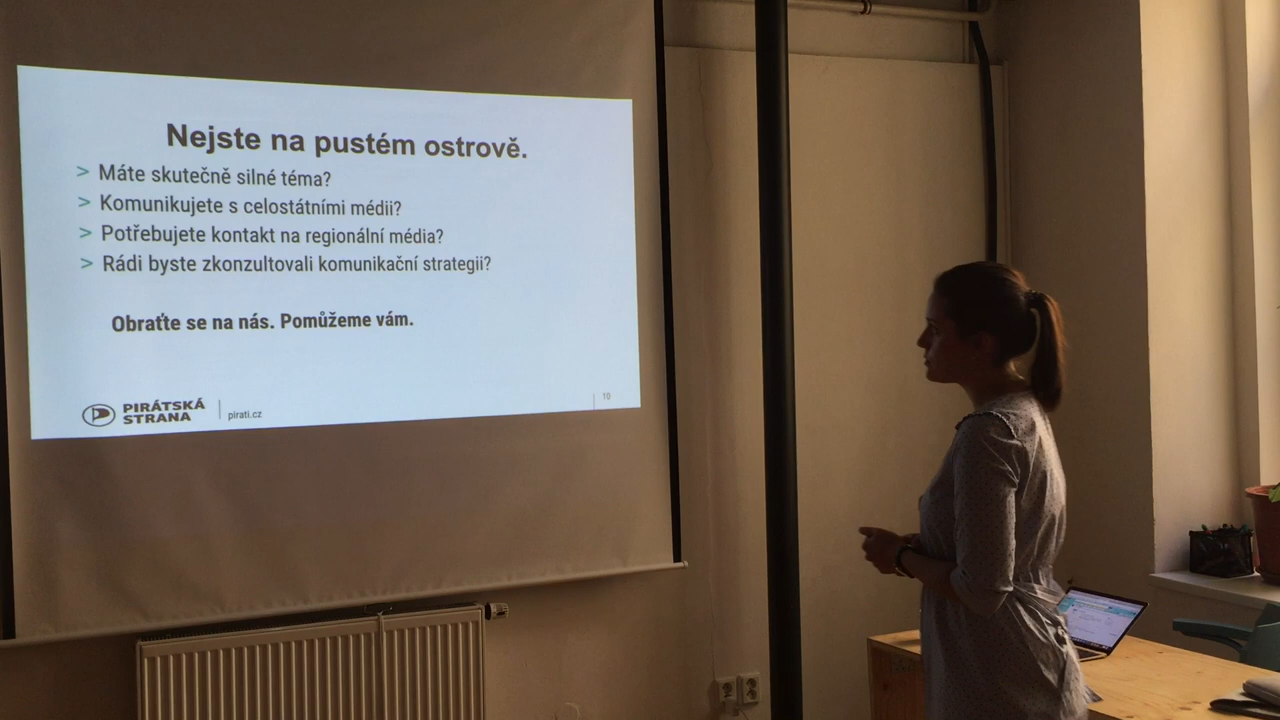 Nejste na pustém ostrově.
> Máte skutečně silné téma?
> Komunikujete s celostátními médii?
> Potřebujete kontakt na regionální média?
> Rádi byste zkonzultovali komunikační strategii?
Obraťte se na nás. Pomůžeme vám.
PIRÁTSKÁ
STRANA
pirati.cz
10